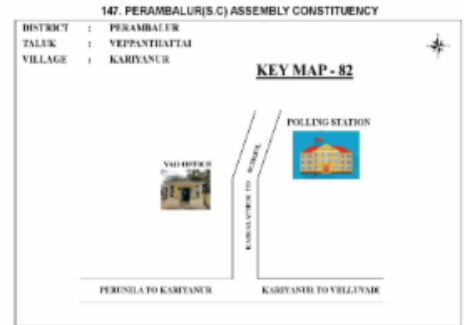 147. PERAMBALUR(S.C) ASSEMBLY CONSTITUENCY
DISTRICT : PERAMBALUR
TALUK : VEPPANTHATTAI
VILLAGE : KARIYANUR
KEY MAP - 82
POLLING STATION
VAO OFFICE
TO SCHOOL
PERUNILA TO KARIYANUR
KARIYANUR TO VELLUVADI